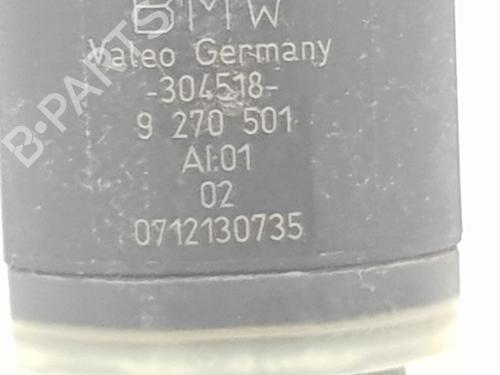 BMW
Valeo Germany
-304518-
9 270 501
AI:01
02
0712130735
B-PARTS